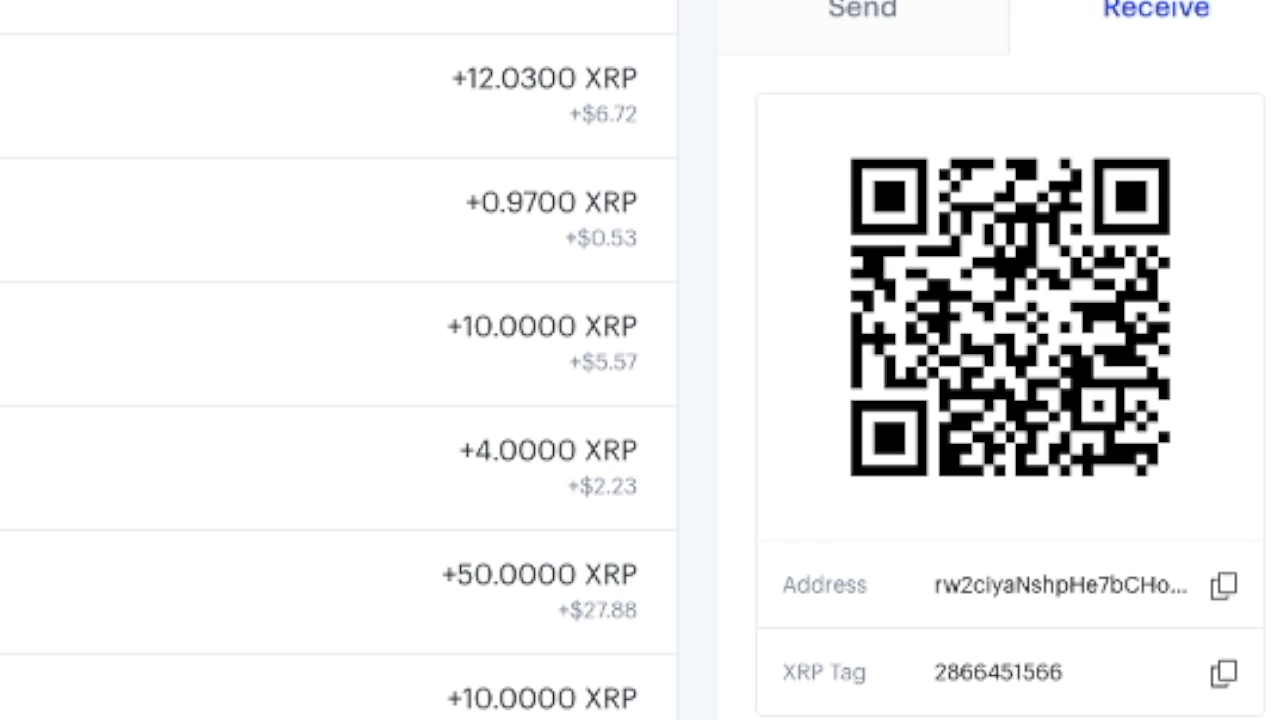 Send
Receive
+12.0300 XRP
+$6.72
+0.9700 XRP
+$0.53
+10.0000 XRP
+$5.57
+4.0000 XRP
+$2.23
+50.0000 XRP
+$27.88
+10.0000 XRP
Address rw2ciyaNshpHe7bCHo...
XRP Tag 2866451566